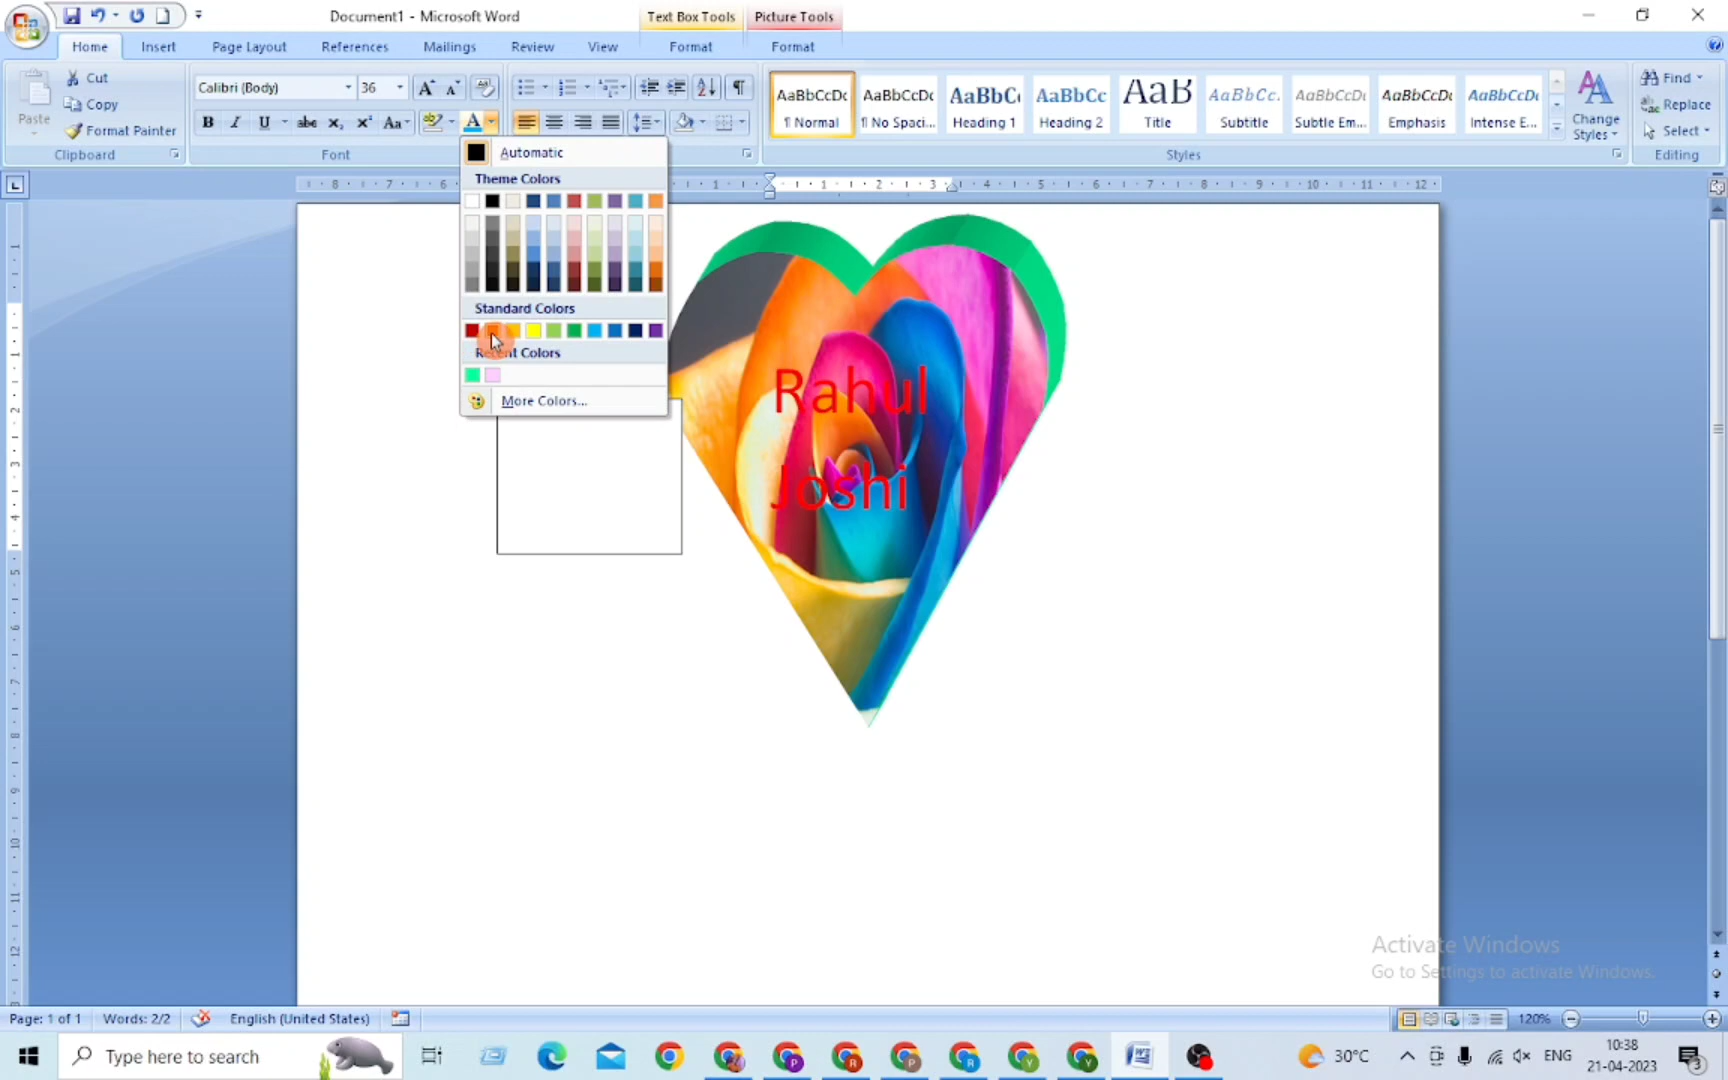 Document1 - Microsoft Word
Text Box Tools
Picture Tools
Home
Insert
Page Layout
References
Mailings
Review
View
Format
Format
Paste
Cut
Copy
Format Painter
Clipboard
Calibri (Body)
36
Font
AaBbCcDc
¶ Normal
AaBbCcDc
¶ No Spaci...
AaBbCc
Heading 1
AaBbCc
Heading 2
AaB
Title
AaBbCc.
Subtitle
AaBbCcDc
Subtle Em...
AaBbCcDc
Emphasis
AaBbCcDc
Intense E...
Change Styles
Styles
Find
Replace
Select
Editing
Automatic
Theme Colors
Standard Colors
Recent Colors
More Colors...
Rahul
Joshi
Activate Windows
Go to Settings to activate Windows.
Page: 1 of 1
Words: 2/2
English (United States)
120%
Type here to search
30°C
ENG
10:38
21-04-2023
3